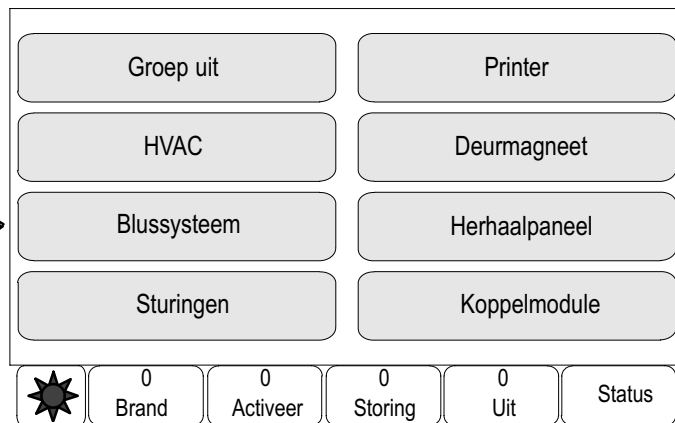 Groep uit
Printer
HVAC
Deurmagneet
Blussysteem
Herhaalpaneel
Sturingen
Koppelmodule
0
Brand
0
Activeer
0
Storing
0
Uit
Status